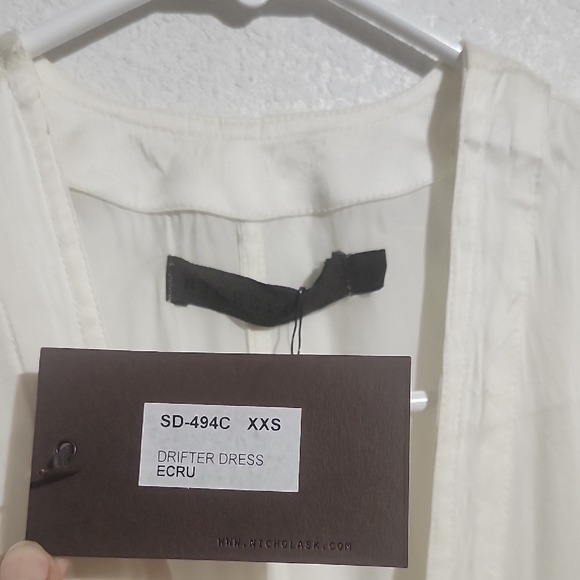 SD-494C XXS
DRIFTER DRESS
ECRU
WWW.NICHOLASK.COM